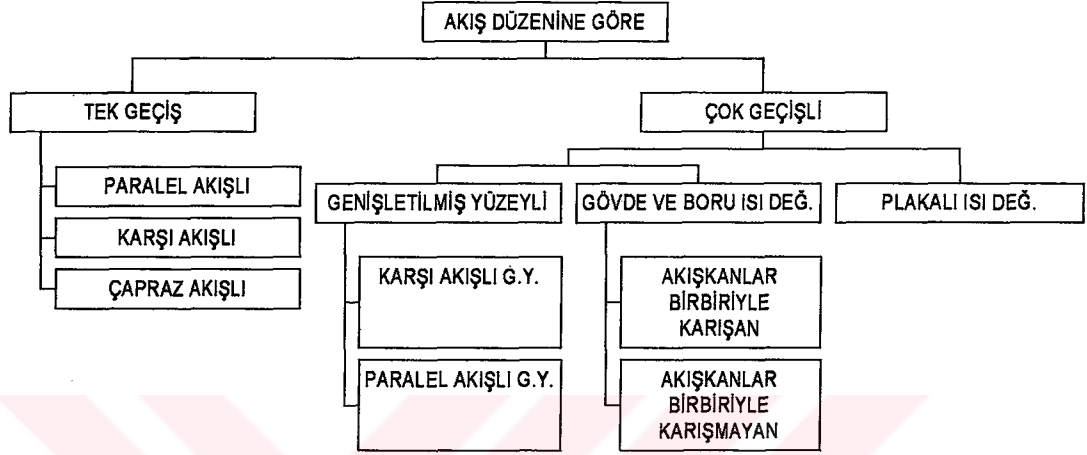 AKIŞ DÜZENİNE GÖRE
TEK GEÇİŞ
PARALEL AKIŞLI
KARŞI AKIŞLI
ÇAPRAZ AKIŞLI
ÇOK GEÇİŞLİ
GENİŞLETİLMİŞ YÜZEYLİ
KARŞI AKIŞLI G.Y.
PARALEL AKIŞLI G.Y.
GÖVDE VE BORU ISI DEĞ.
AKIŞKANLAR
BİRBİRİYLE
KARIŞAN
AKIŞKANLAR
BİRBİRİYLE
KARIŞMAYAN
PLAKALI ISI DEĞ.